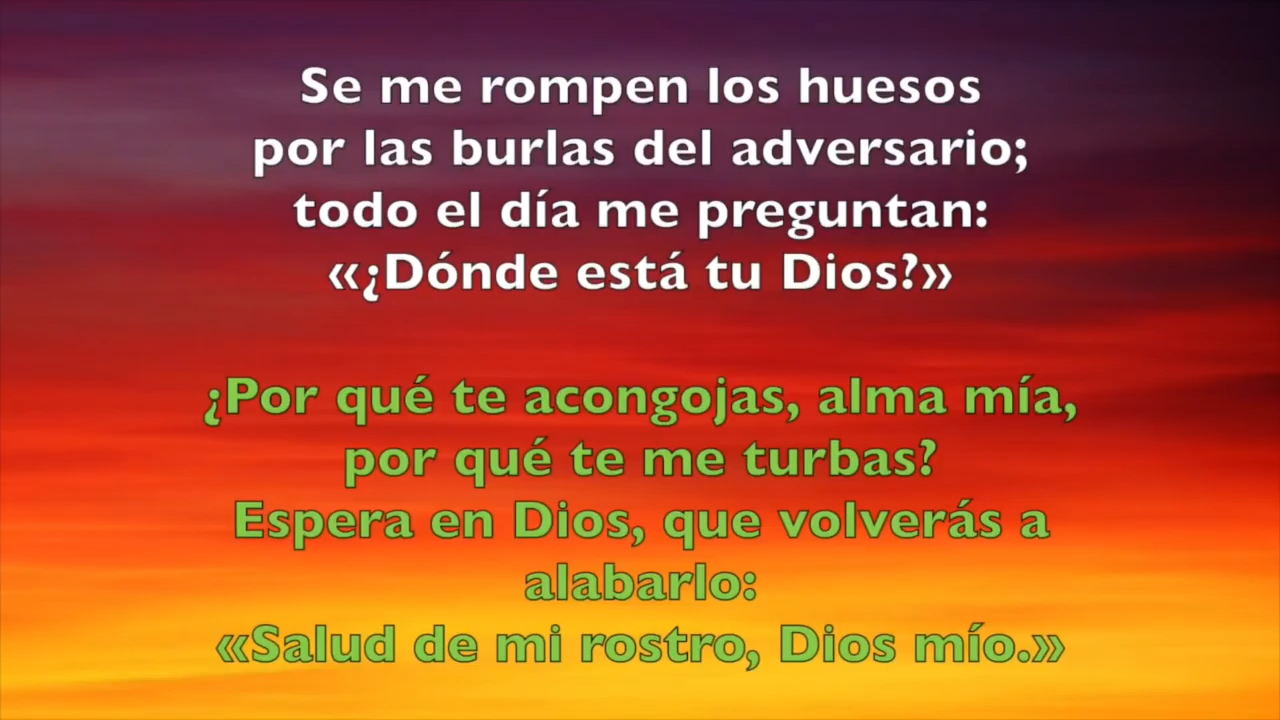 Se me rompen los huesos
por las burlas del adversario;
todo el día me preguntan:
«¿Dónde está tu Dios?»
¿Por qué te acongojas, alma mía,
por qué te me turbas?
Espera en Dios, que volverás a
alabarlo:
«Salud de mi rostro, Dios mío.»